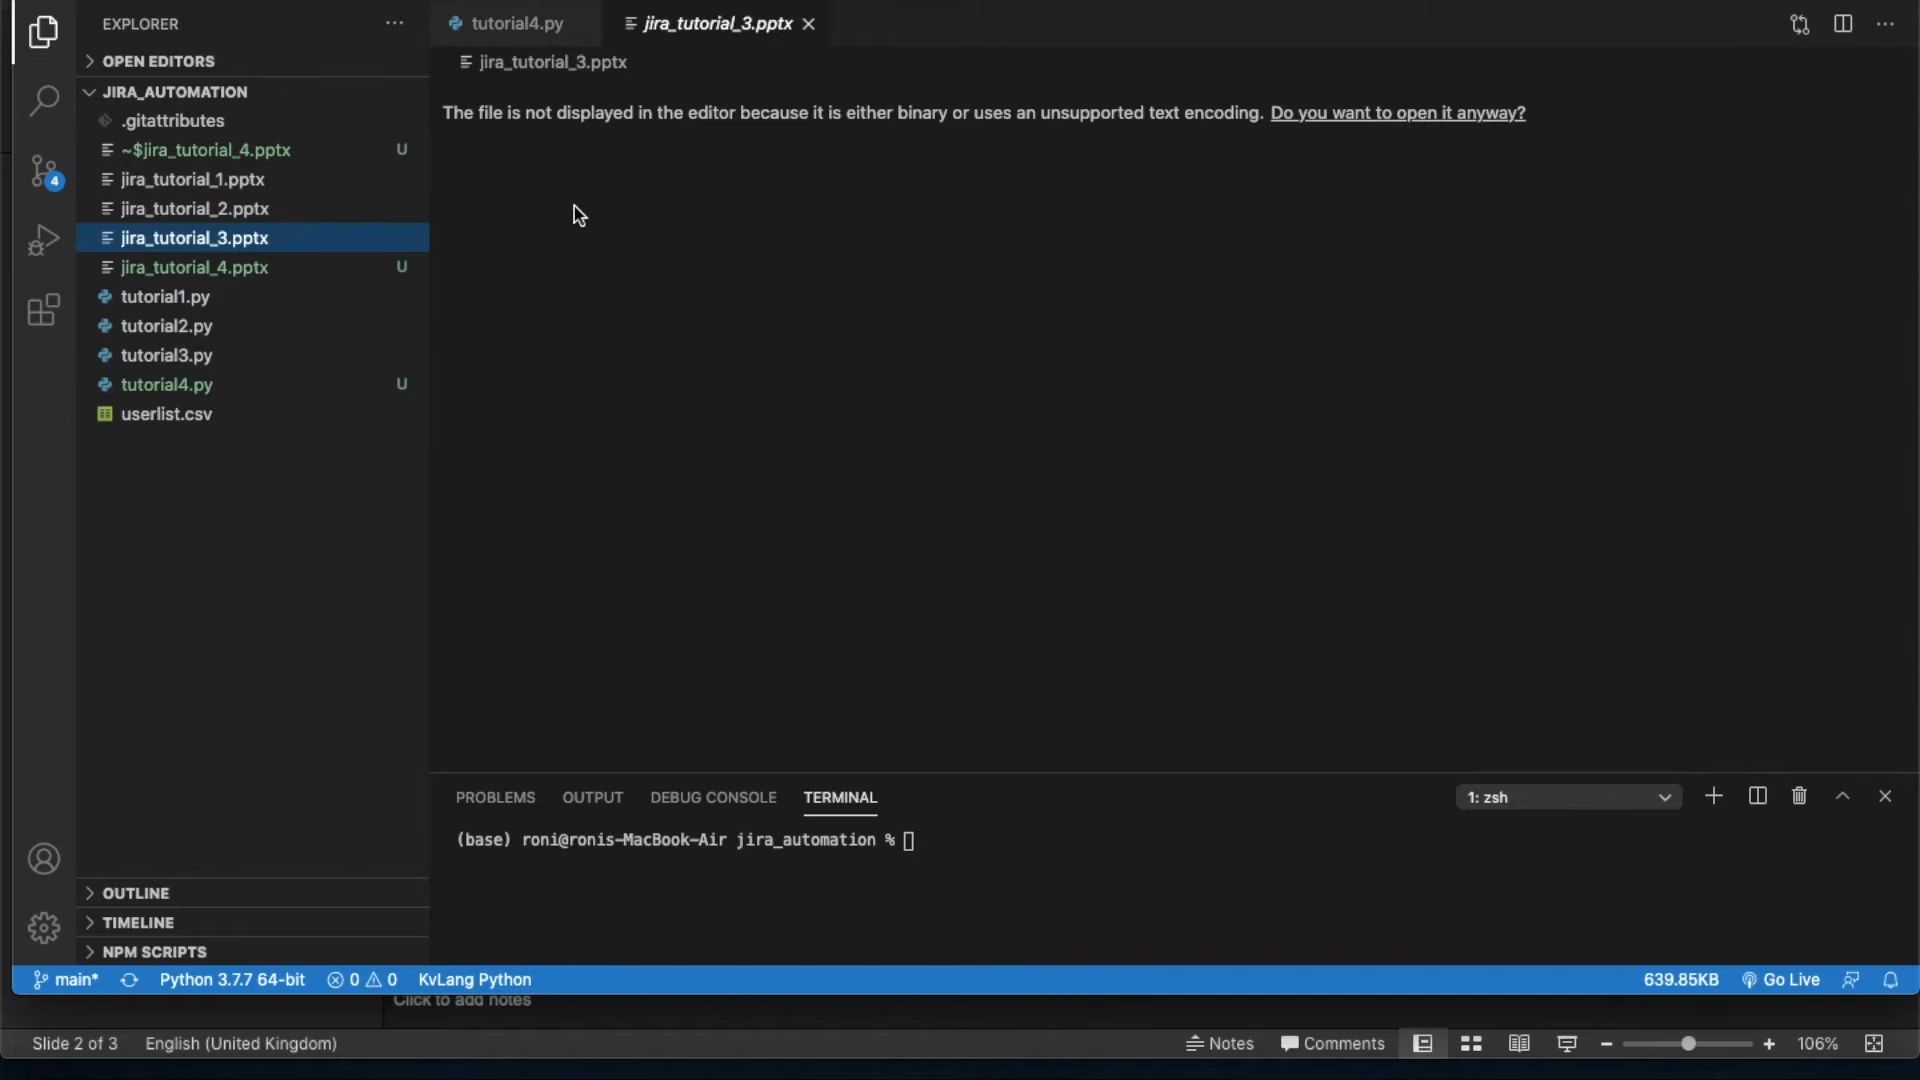 EXPLORER
OPEN EDITORS
JIRA_AUTOMATION
.gitattributes
~$jira_tutorial_4.pptx U
jira_tutorial_1.pptx
jira_tutorial_2.pptx
jira_tutorial_3.pptx
jira_tutorial_4.pptx U
tutorial1.py
tutorial2.py
tutorial3.py
tutorial4.py U
userlist.csv
4
OUTLINE
TIMELINE
NPM SCRIPTS
tutorial4.py jira_tutorial_3.pptx
jira_tutorial_3.pptx
The file is not displayed in the editor because it is either binary or uses an unsupported text encoding. Do you want to open it anyway?
PROBLEMS OUTPUT DEBUG CONSOLE TERMINAL 1: zsh
(base) roni@ronis-MacBook-Air jira_automation %
main* Python 3.7.7 64-bit 0 0 KvLang Python 639.85KB Go Live
Click to add notes
Slide 2 of 3 English (United Kingdom) Notes Comments 106%